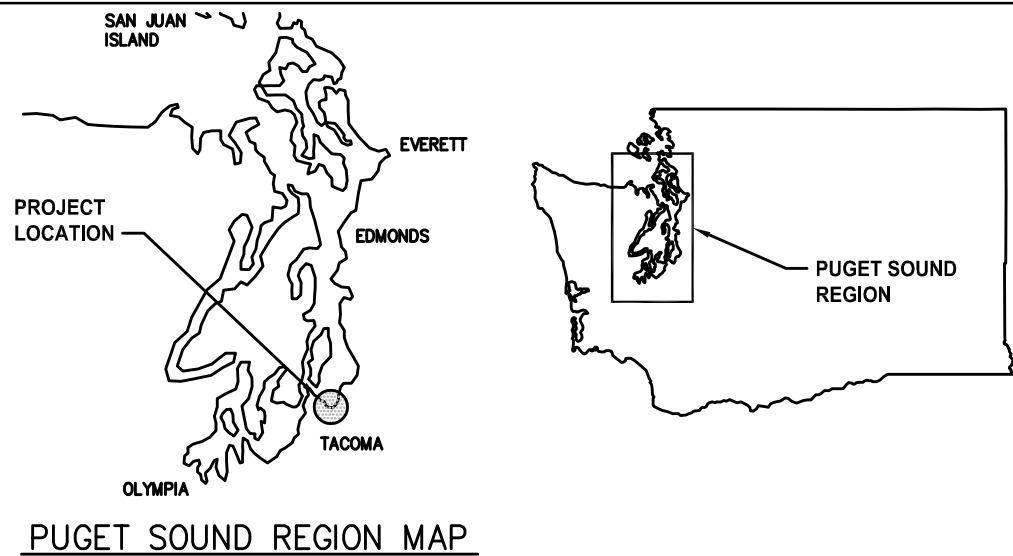 SAN JUAN
ISLAND
EVERETT
PROJECT
LOCATION
EDMONDS
PUGET SOUND
REGION
TACOMA
OLYMPIA
PUGET SOUND REGION MAP